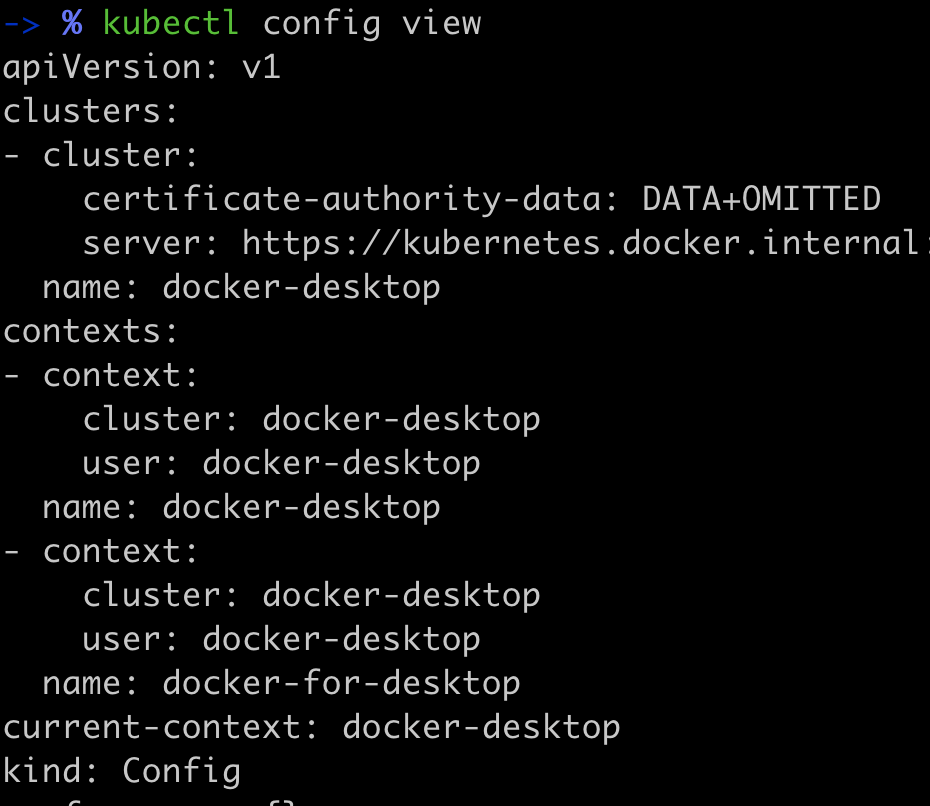 -> % kubectl config view
apiVersion: v1
clusters:
- cluster:
    certificate-authority-data: DATA+OMITTED
    server: https://kubernetes.docker.internal:
  name: docker-desktop
contexts:
- context:
    cluster: docker-desktop
    user: docker-desktop
  name: docker-desktop
- context:
    cluster: docker-desktop
    user: docker-desktop
  name: docker-for-desktop
current-context: docker-desktop
kind: Config